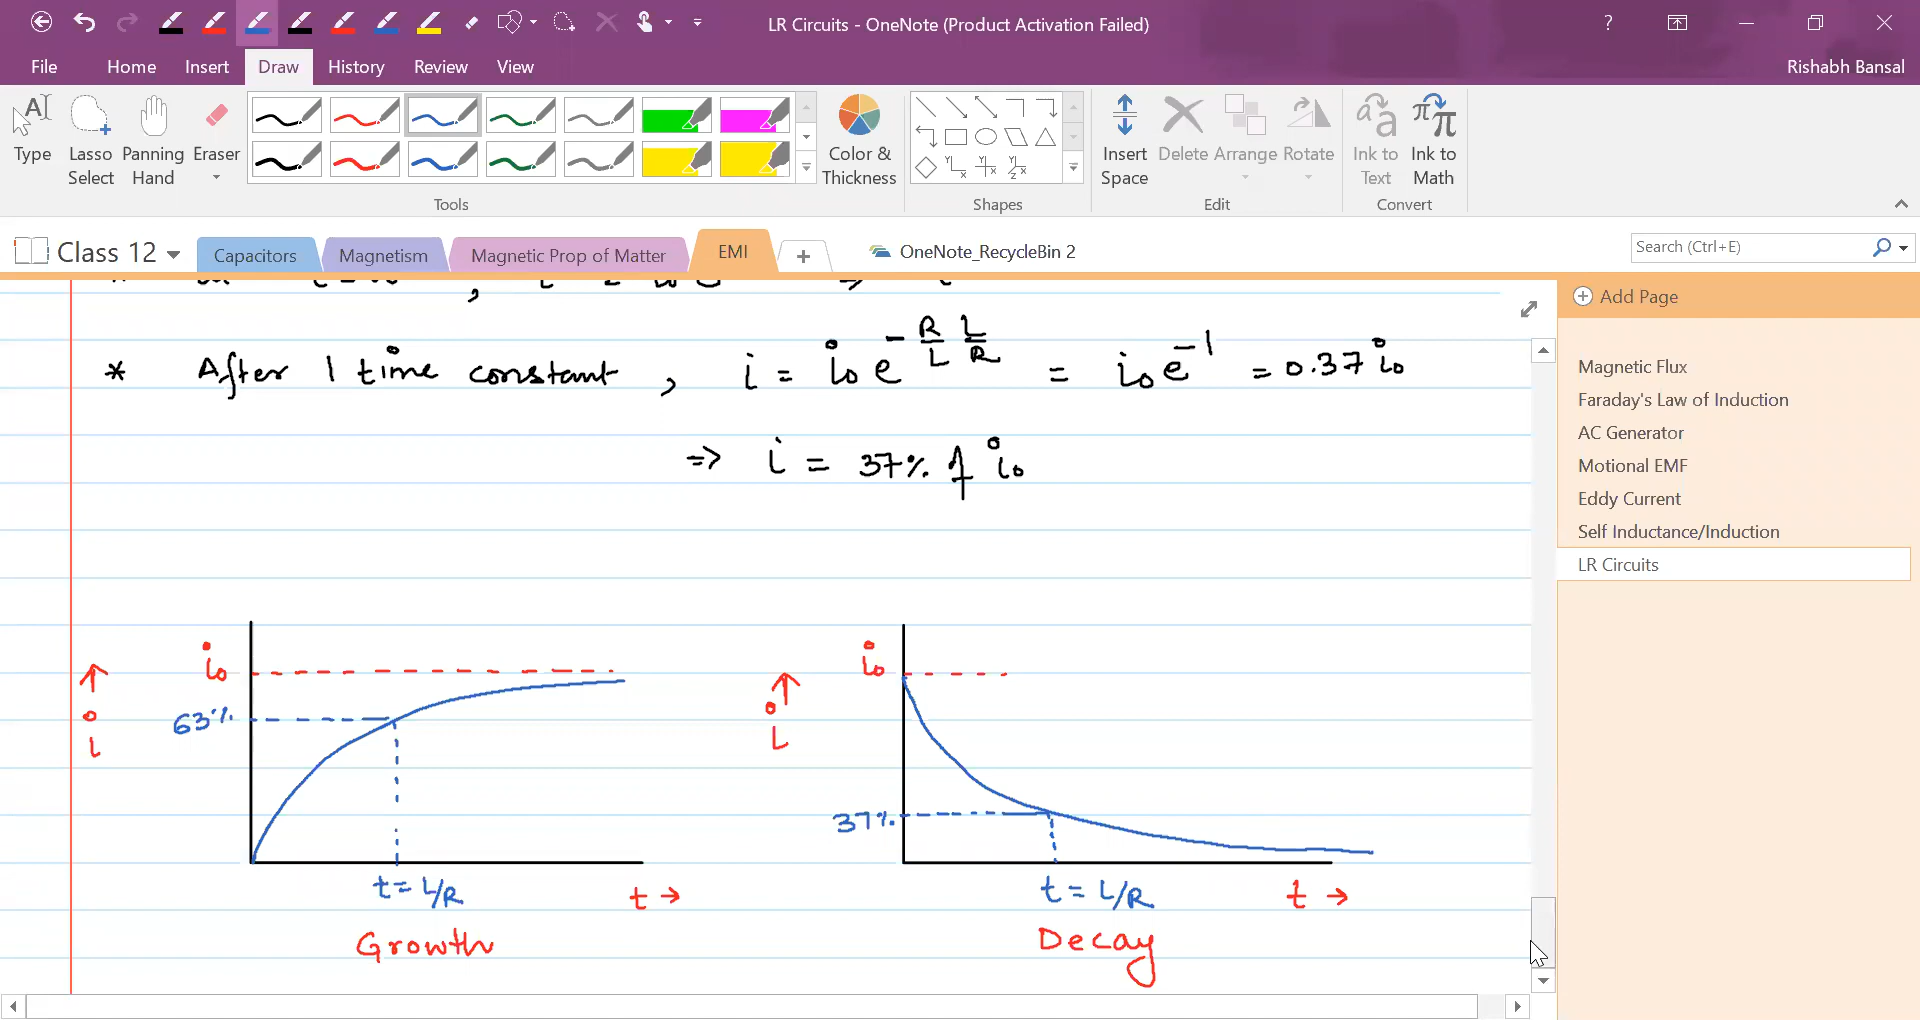 LR Circuits - OneNote (Product Activation Failed)
?
File Home Insert Draw History Review View
Rishabh Bansal
Type
Lasso Select
Panning Hand
Eraser
Color & Thickness
Insert Space
Delete
Arrange
Rotate
Ink to Text
Ink to Math
Tools
Shapes
Edit
Convert
Class 12
Capacitors
Magnetism
Magnetic Prop of Matter
EMI
+
OneNote_RecycleBin 2
Search (Ctrl+E)
Add Page
Magnetic Flux
Faraday's Law of Induction
AC Generator
Motional EMF
Eddy Current
Self Inductance/Induction
LR Circuits
* After 1 time constant, i = i₀ e^(-R/L L/R) = i₀ e⁻¹ = 0.37 i₀
=> i = 37% of i₀
i₀
63%
↑ i
t = L/R
t →
Growth
i₀
↑ i
37%
t = L/R
t →
Decay